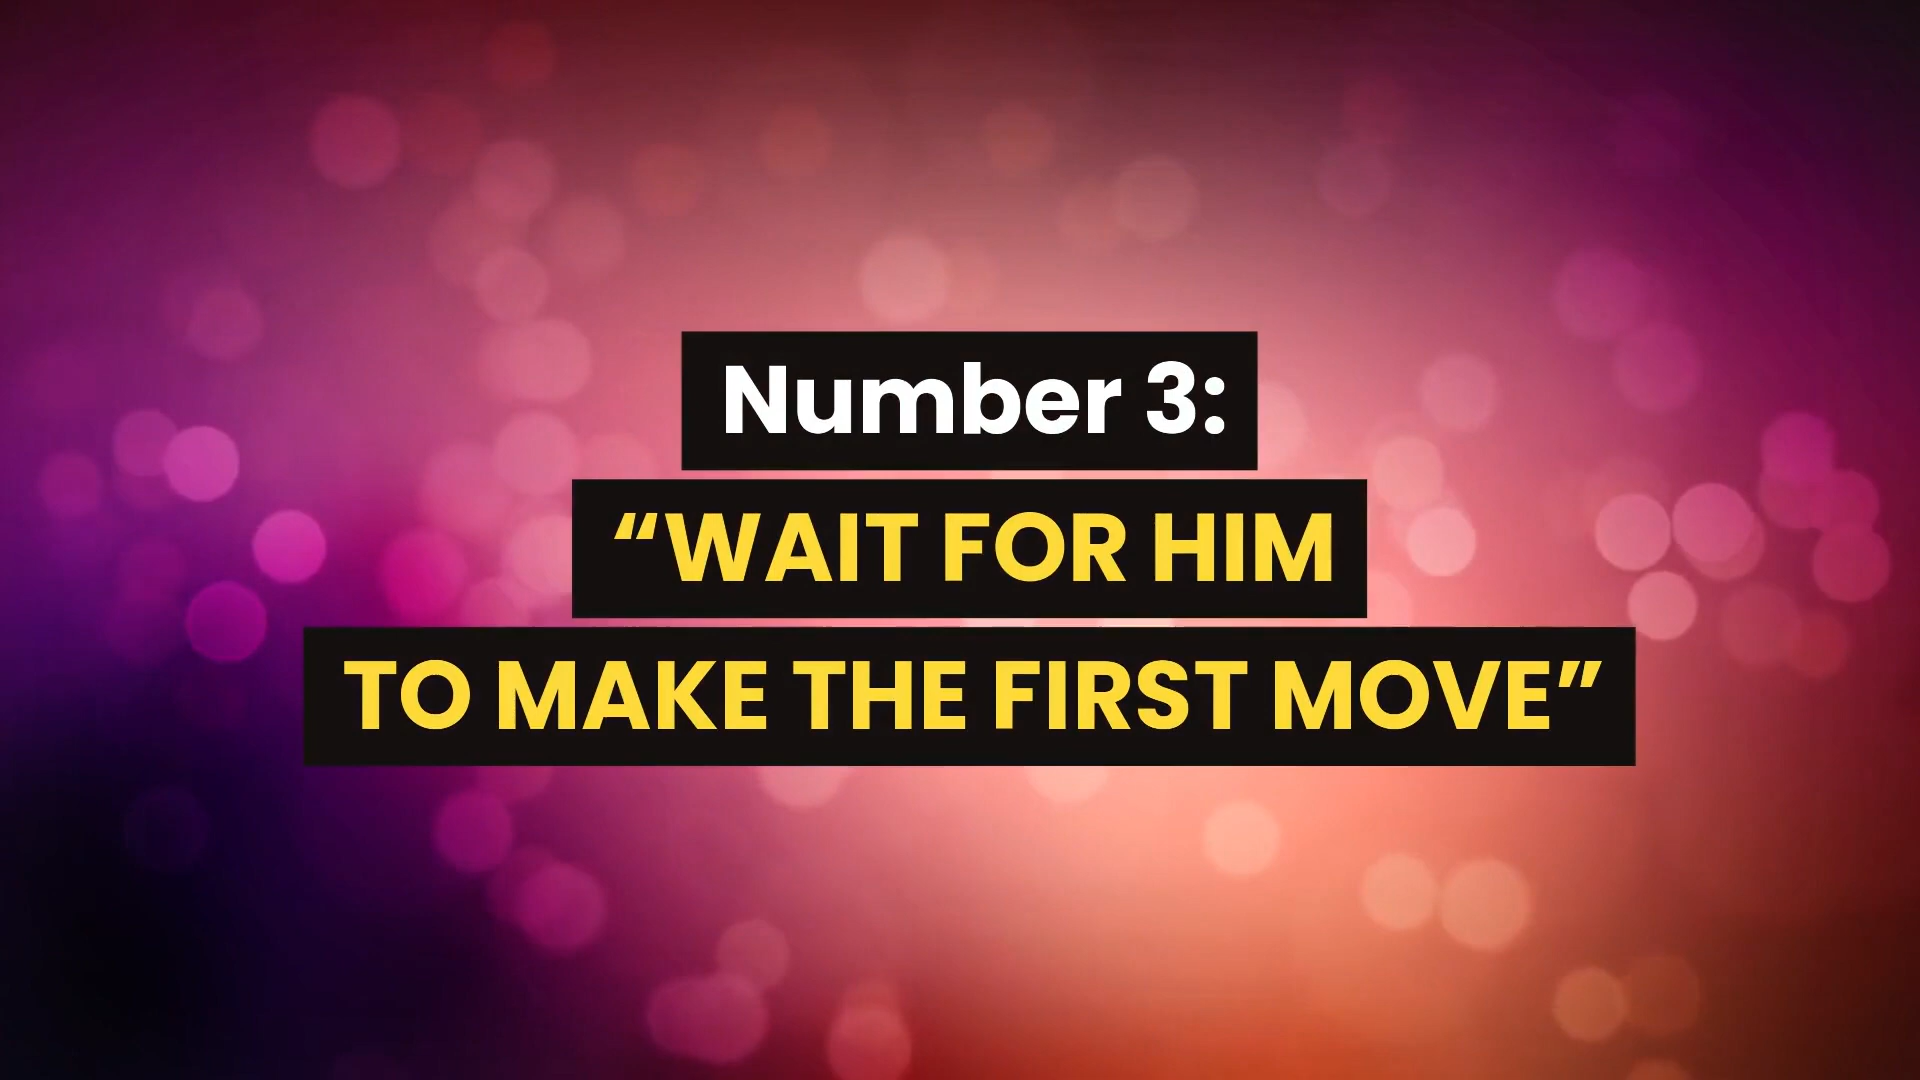 Number 3:
“WAIT FOR HIM
TO MAKE THE FIRST MOVE”